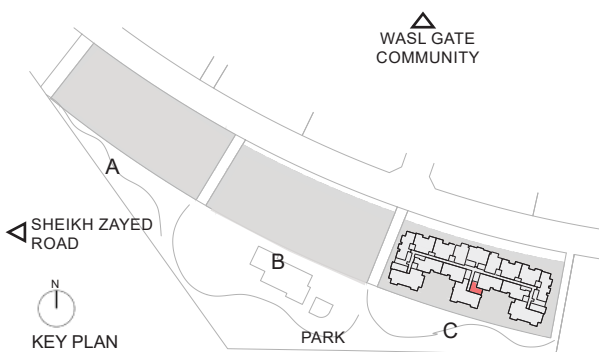 WASL GATE
COMMUNITY
A
SHEIKH ZAYED
ROAD
B
N
C
PARK
KEY PLAN